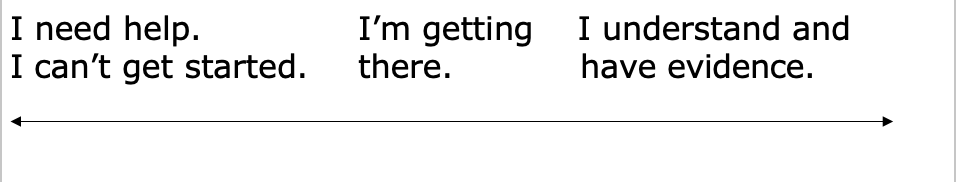 I need help.
I can’t get started.
I’m getting
there.
I understand and
have evidence.